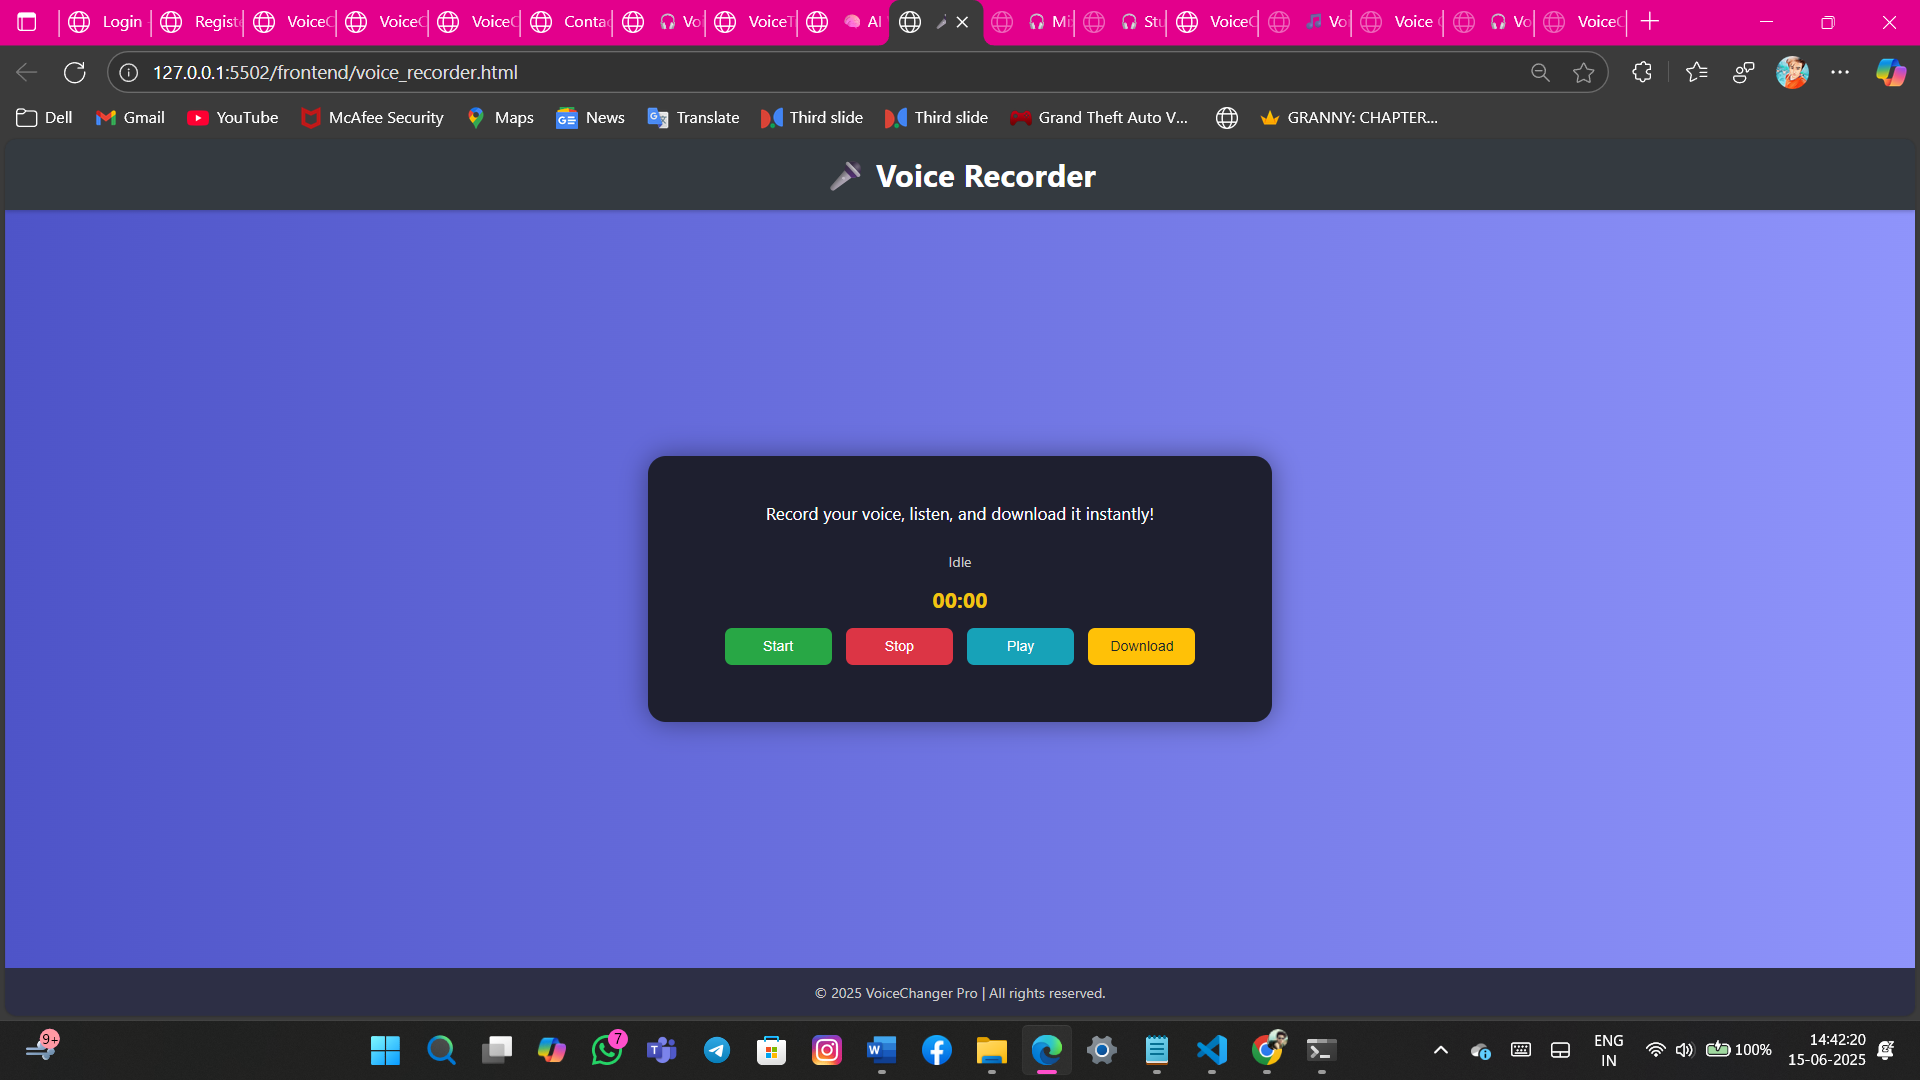 Login
Registe
VoiceC
VoiceC
VoiceC
Contac
Voi
VoiceT
AI
Mi
Stu
VoiceC
Voi
Voice C
Vo
VoiceC
127.0.0.1:5502/frontend/voice_recorder.html
Dell
Gmail
YouTube
McAfee Security
Maps
News
Translate
Third slide
Third slide
Grand Theft Auto V...
GRANNY: CHAPTER...
Voice Recorder
Record your voice, listen, and download it instantly!
Idle
00:00
Start
Stop
Play
Download
© 2025 VoiceChanger Pro | All rights reserved.
9+
7
ENG
IN
100%
14:42:20
15-06-2025